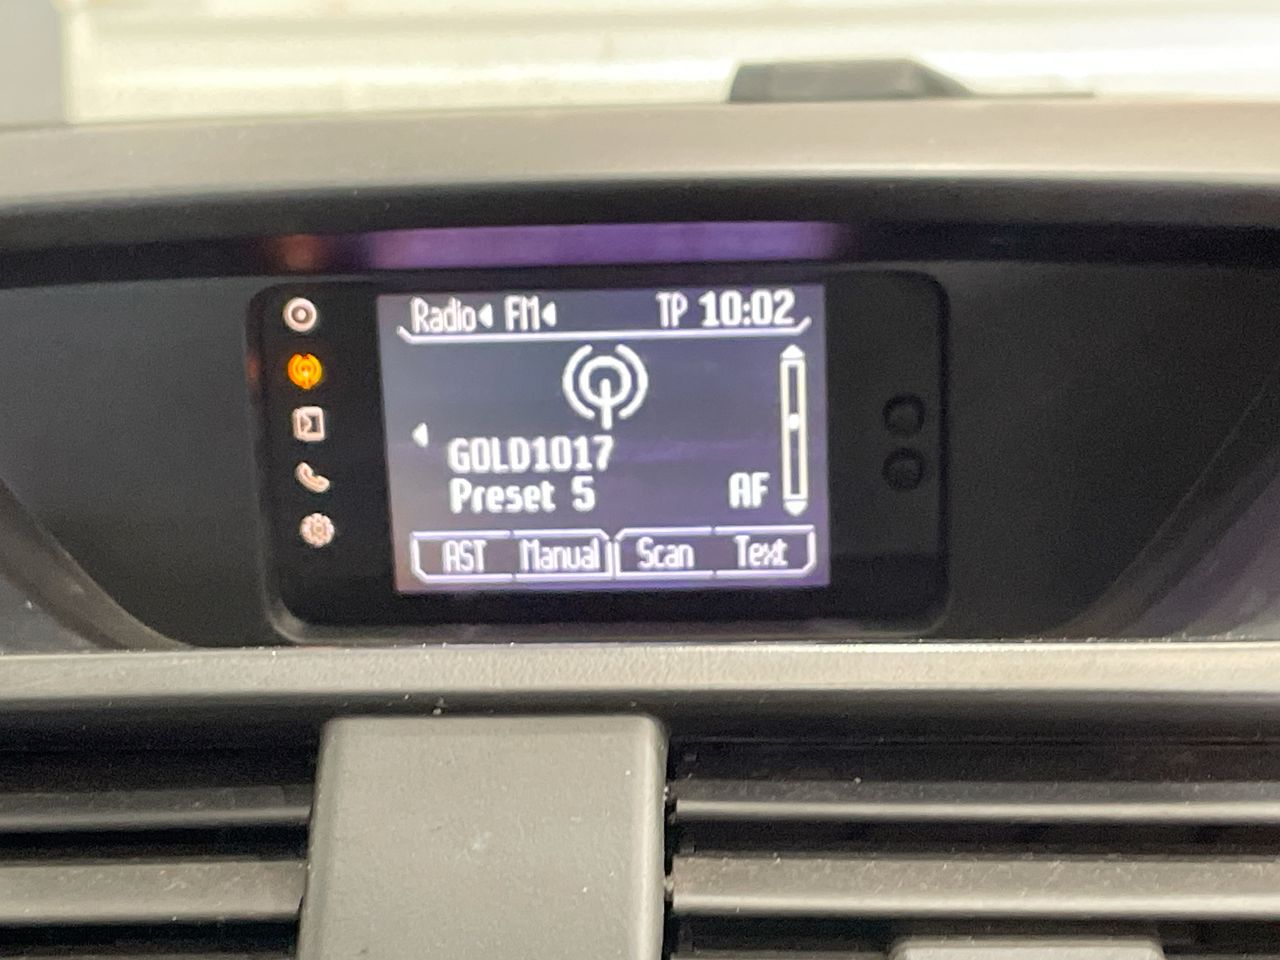 Radio FM TP 10:02
GOLD1017
Preset 5 AF
AST Manual Scan Text